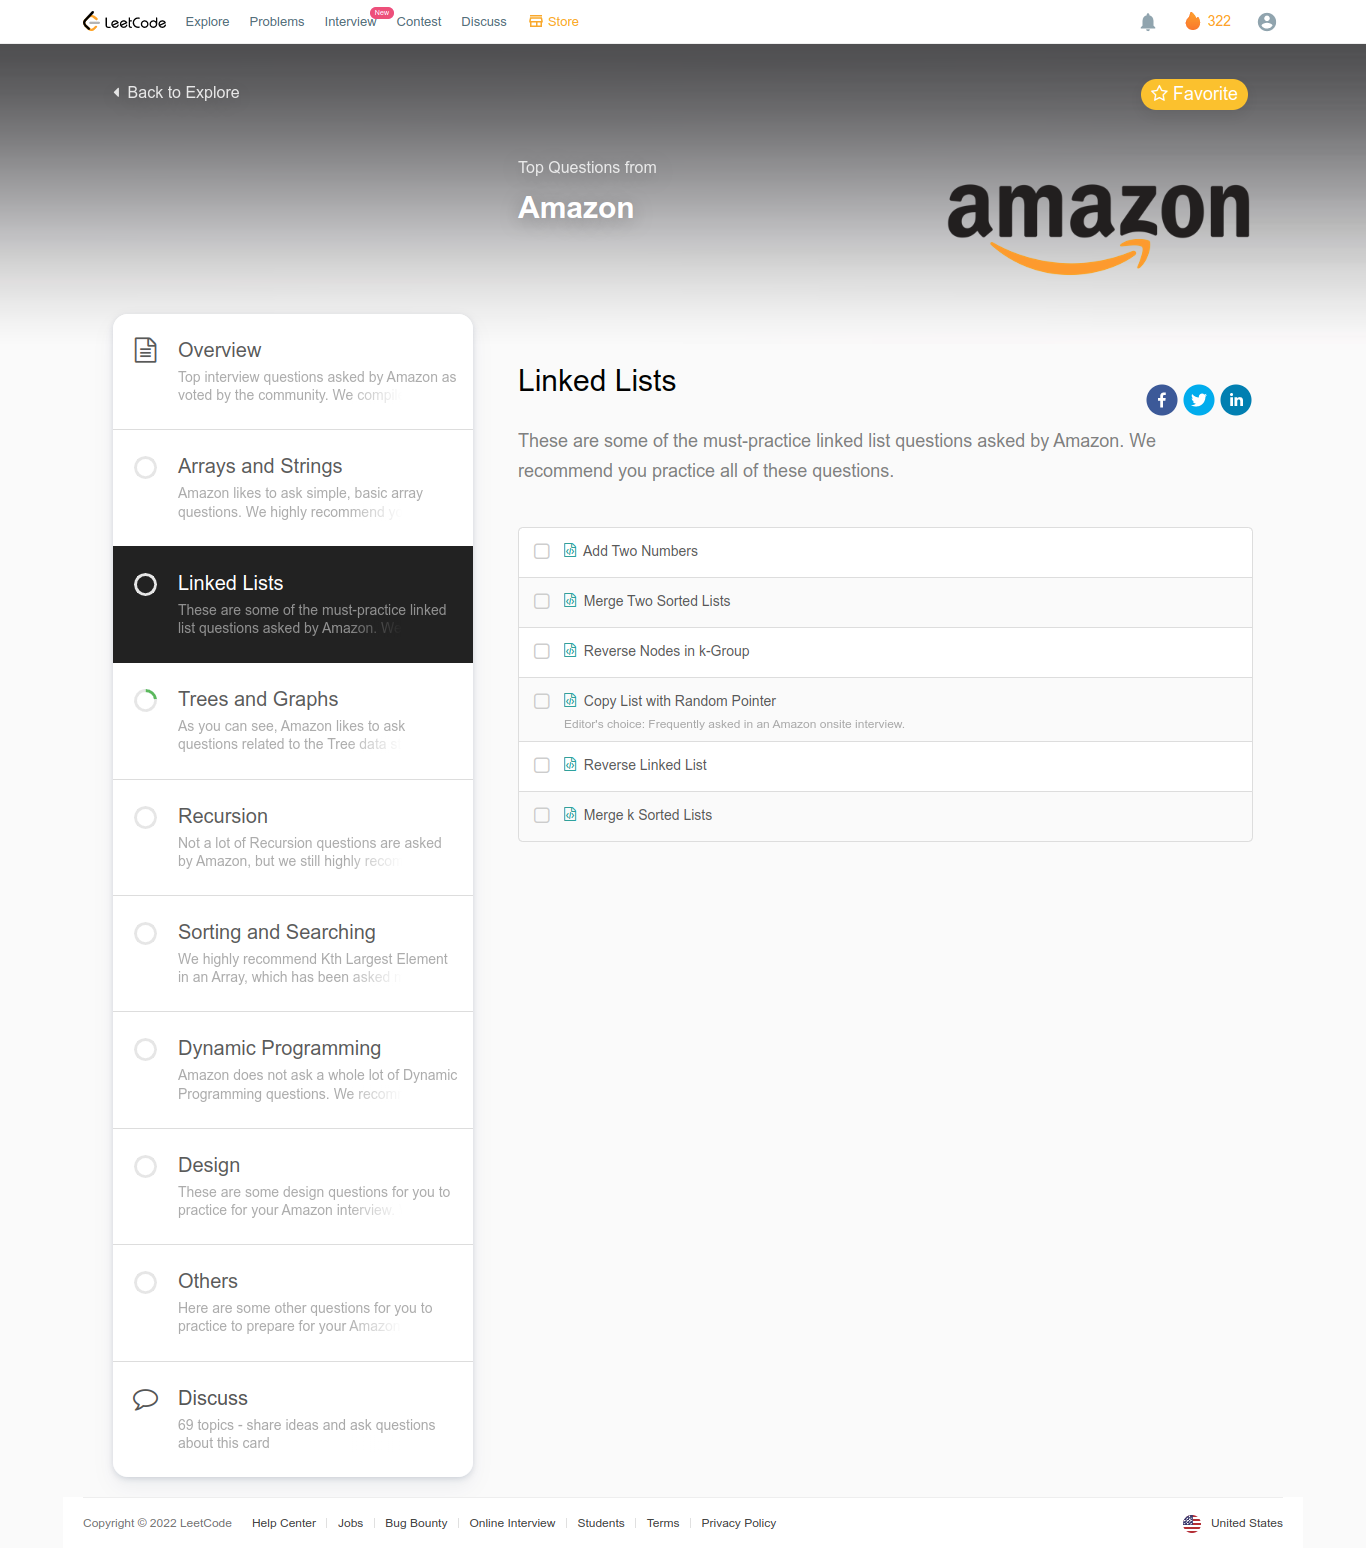 LeetCode Explore Problems Interview New Contest Discuss Store 322
Back to Explore
Favorite
Top Questions from
Amazon
amazon
Overview
Top interview questions asked by Amazon as
voted by the community. We compi
Arrays and Strings
Amazon likes to ask simple, basic array
questions. We highly recommend y
Linked Lists
These are some of the must-practice linked
list questions asked by Amazon. We
Trees and Graphs
As you can see, Amazon likes to ask
questions related to the Tree data s
Recursion
Not a lot of Recursion questions are asked
by Amazon, but we still highly recom
Sorting and Searching
We highly recommend Kth Largest Element
in an Array, which has been asked
Dynamic Programming
Amazon does not ask a whole lot of Dynamic
Programming questions. We recom
Design
These are some design questions for you to
practice for your Amazon interview.
Others
Here are some other questions for you to
practice to prepare for your Amazon
Discuss
69 topics - share ideas and ask questions
about this card
Linked Lists
These are some of the must-practice linked list questions asked by Amazon. We
recommend you practice all of these questions.
Add Two Numbers
Merge Two Sorted Lists
Reverse Nodes in k-Group
Copy List with Random Pointer
Editor's choice: Frequently asked in an Amazon onsite interview.
Reverse Linked List
Merge k Sorted Lists
Copyright © 2022 LeetCode Help Center | Jobs | Bug Bounty | Online Interview | Students | Terms | Privacy Policy United States